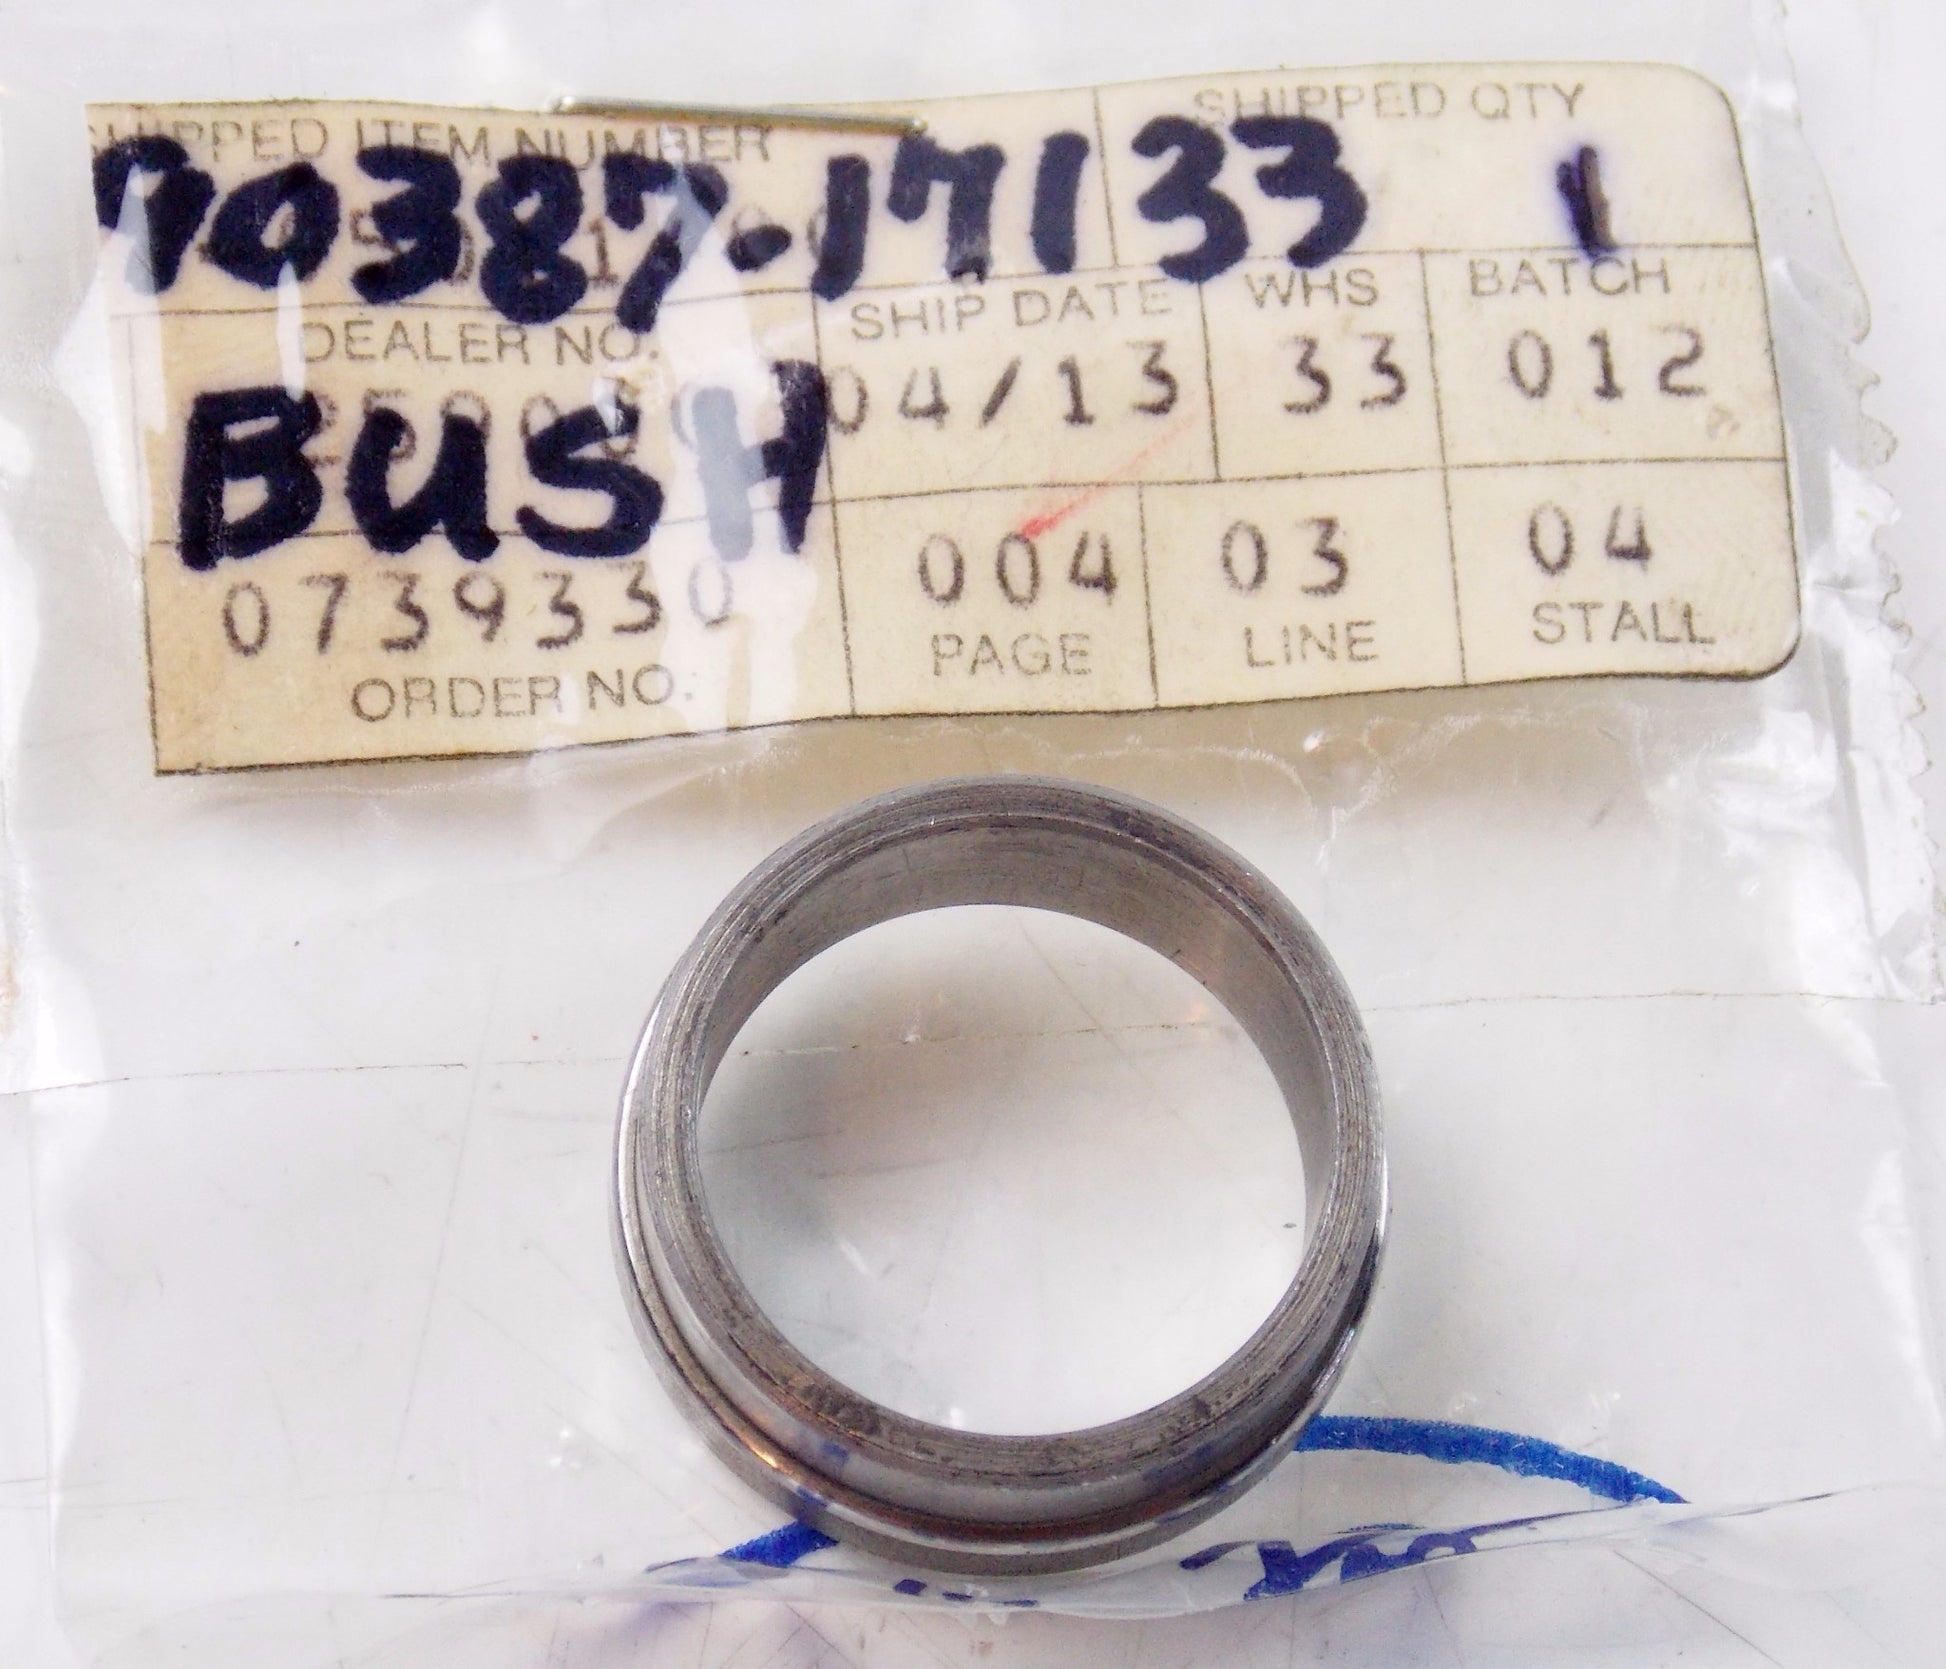 SHIPPED ITEM NUMBER SHIPPED QTY
90387-17133 1
DEALER NO. SHIP DATE WHS BATCH
BUSH 04/13 33 012
0739330 004 03 04
ORDER NO. PAGE LINE STALL